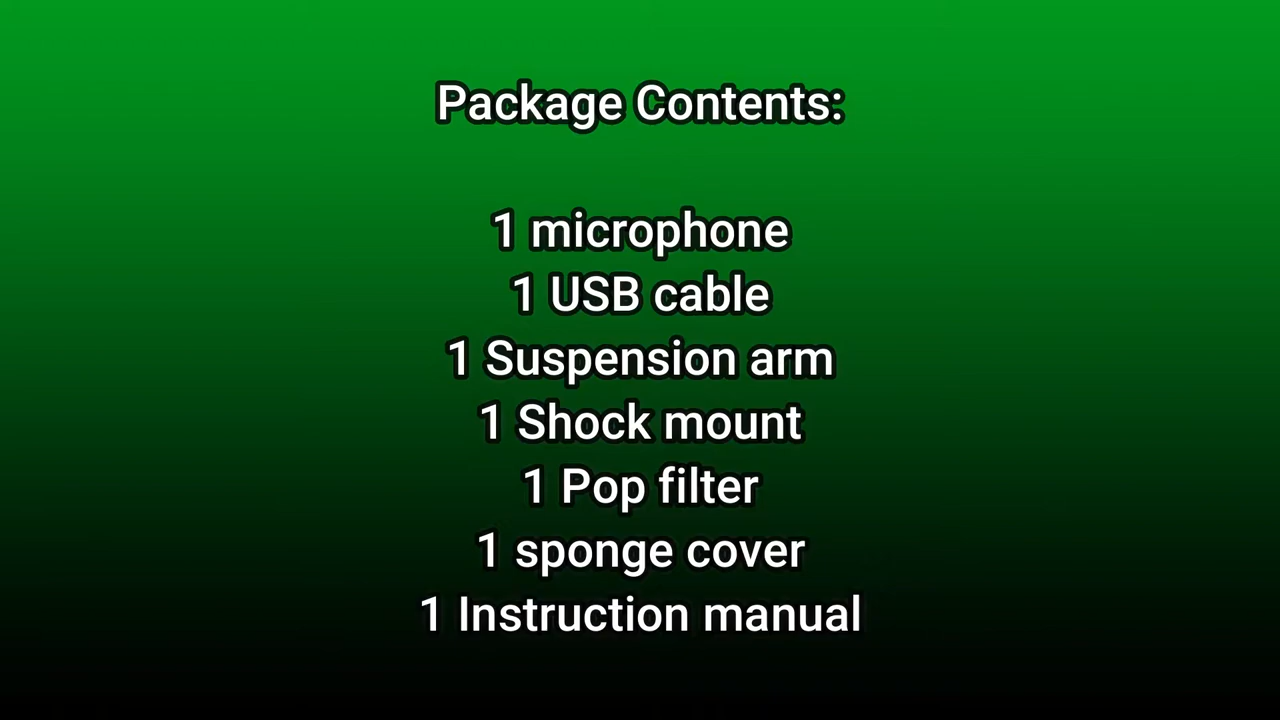 Package Contents:
1 microphone
1 USB cable
1 Suspension arm
1 Shock mount
1 Pop filter
1 sponge cover
1 Instruction manual